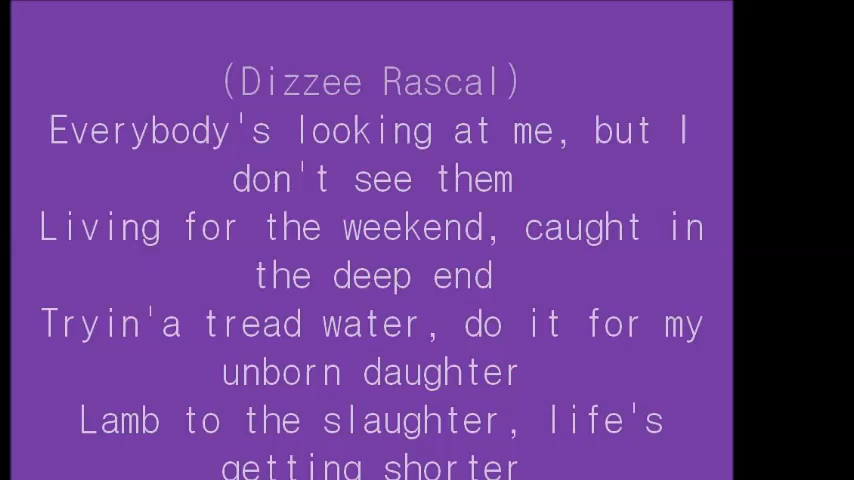 (Dizzee Rascal)
Everybody's looking at me, but I
don't see them
Living for the weekend, caught in
the deep end
Tryin'a tread water, do it for my
unborn daughter
Lamb to the slaughter, life's
getting shorter